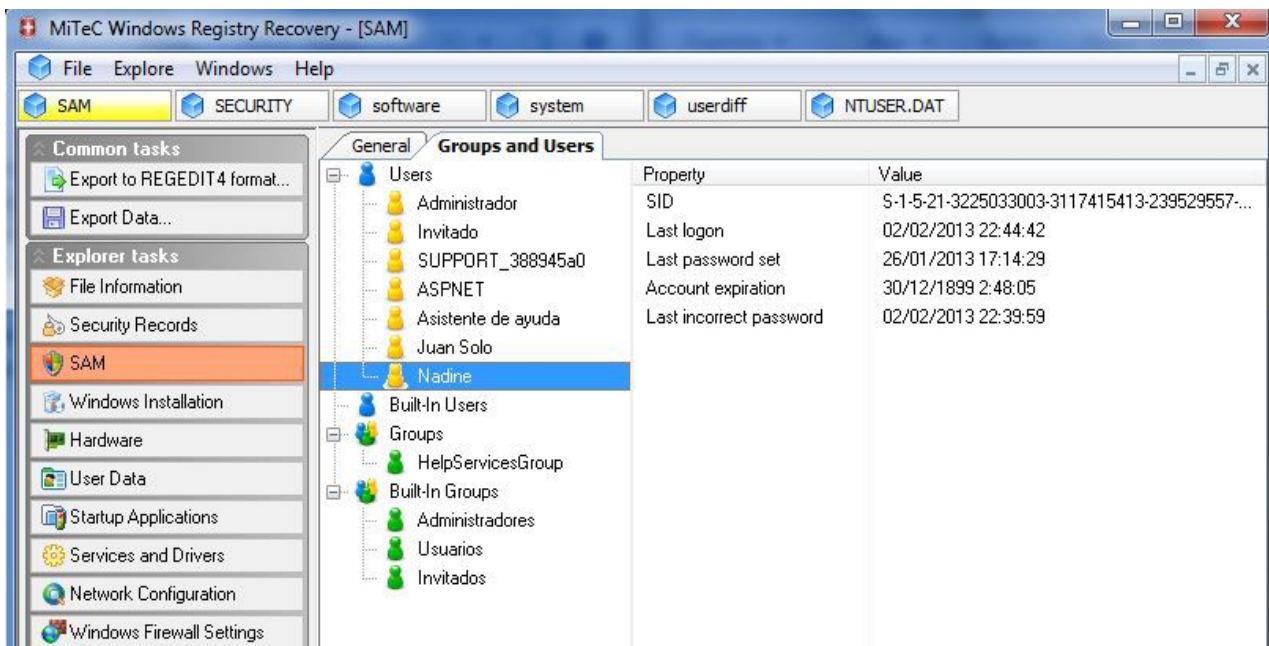 MiTeC Windows Registry Recovery - [SAM]
File Explore Windows Help
SAM SECURITY software system userdiff NTUSER.DAT
Common tasks
Export to REGEDIT4 format...
Export Data...
Explorer tasks
File Information
Security Records
SAM
Windows Installation
Hardware
User Data
Startup Applications
Services and Drivers
Network Configuration
Windows Firewall Settings
General Groups and Users
Users
Administrador
Invitado
SUPPORT_388945a0
ASPNET
Asistente de ayuda
Juan Solo
Nadine
Built-In Users
Groups
HelpServicesGroup
Built-In Groups
Administradores
Usuarios
Invitados
Property Value
SID S-1-5-21-3225033003-3117415413-239529557-...
Last logon 02/02/2013 22:44:42
Last password set 26/01/2013 17:14:29
Account expiration 30/12/1899 2:48:05
Last incorrect password 02/02/2013 22:39:59